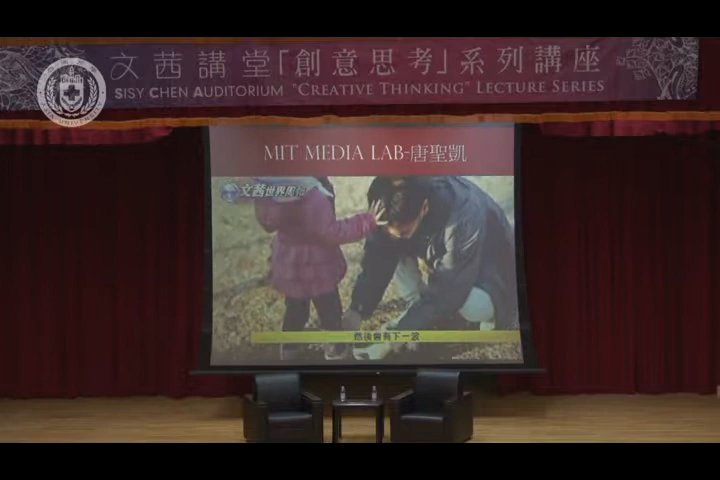 文茜講堂「創意思考」系列講座
SISY CHEN AUDITORIUM "CREATIVE THINKING" LECTURE SERIES
MIT MEDIA LAB-唐聖凱
文茜世界周報
然後會有下一波